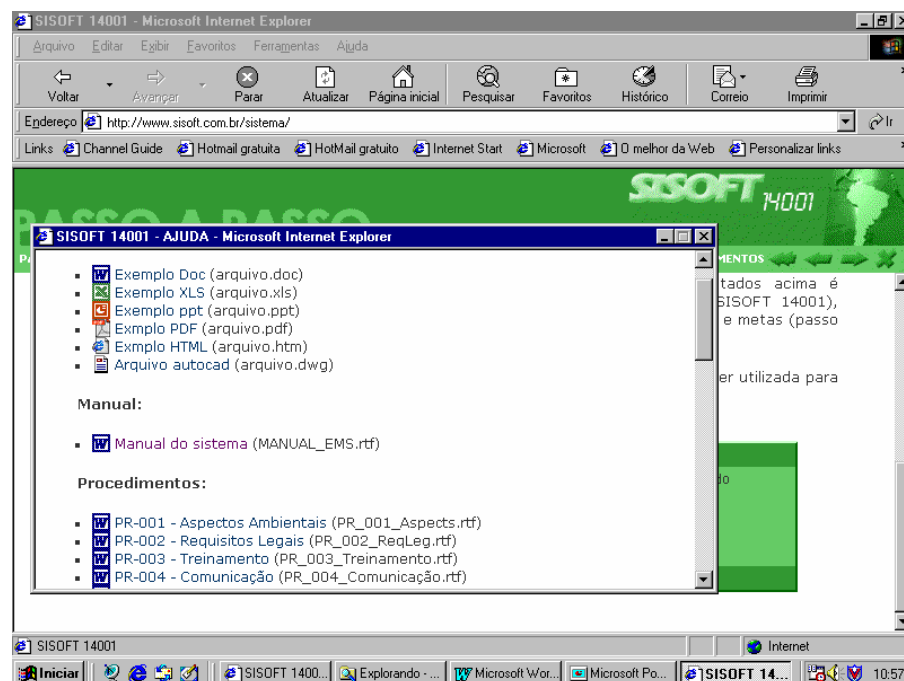 SISOFT 14001 - Microsoft Internet Explorer
Arquivo Editar Exibir Favoritos Ferramentas Ajuda
Voltar Avançar Parar Atualizar Página inicial Pesquisar Favoritos Histórico Correio Imprimir
Endereço http://www.sisoft.com.br/sistema/ Ir
Links Channel Guide Hotmail gratuita HotMail gratuito Internet Start Microsoft O melhor da Web Personalizar links
SISOFT 14001
PASSO A PASSO
SISOFT 14001 - AJUDA - Microsoft Internet Explorer
Exemplo Doc (arquivo.doc)
Exemplo XLS (arquivo.xls)
Exemplo ppt (arquivo.ppt)
Exmplo PDF (arquivo.pdf)
Exmplo HTML (arquivo.htm)
Arquivo autocad (arquivo.dwg)
Manual:
Manual do sistema (MANUAL_EMS.rtf)
Procedimentos:
PR-001 - Aspectos Ambientais (PR_001_Aspects.rtf)
PR-002 - Requisitos Legais (PR_002_ReqLeg.rtf)
PR-003 - Treinamento (PR_003_Treinamento.rtf)
PR-004 - Comunicação (PR_004_Comunicação.rtf)
MENTOS
tados acima é
SISOFT 14001),
e metas (passo
er utilizada para
do
SISOFT 14001 Internet
Iniciar SISOFT 1400... Explorando - ... Microsoft Wor... Microsoft Po... SISOFT 14... 10:57